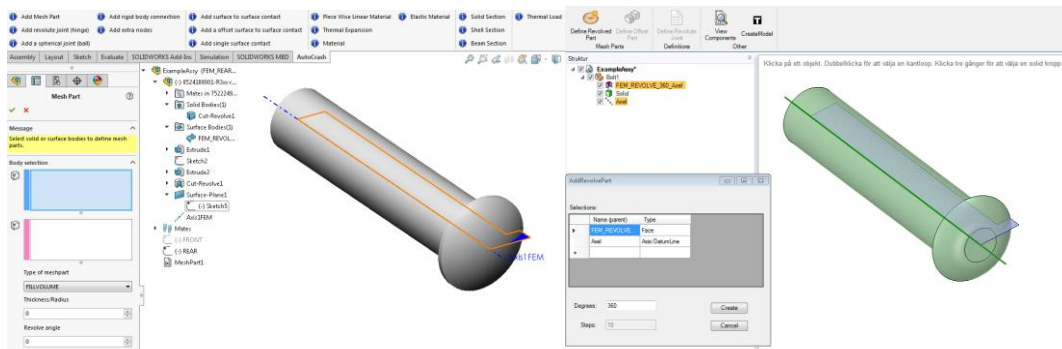 Add Mesh Part
Add rigid body connection
Add surface to surface contact
Piece Wise Linear Material
Elastic Material
Solid Section
Thermal Load
Add revolute joint (hinge)
Add extra nodes
Add a offset surface to surface contact
Thermal Expansion
Shell Section
Add a spherical joint (ball)
Add single surface contact
Material
Beam Section
Assembly
Layout
Sketch
Evaluate
SOLIDWORKS Add-Ins
Simulation
SOLIDWORKS MBD
AutoCrash
Mesh Part
Message
Select solid or surface bodies to define mesh
parts.
Body selection
Type of meshpart
FILLVOLUME
Thickness/Radius
0
Revolve angle
0
ExampleAssy (FEM_REAR...
Mates in 7522248...
Solid Bodies(1)
Cut-Revolve1
Surface Bodies(1)
FEM_REVOL...
Extrude1
Sketch2
Extrude2
Cut-Revolve1
Surface-Plane1
(-) Sketch5
Axis1FEM
Mates
(-) FRONT
(-) REAR
MeshPart1
Axis1FEM
Define Revolved
Part
Define Offset
Part
Define Revolute
Joint
View
Components
CreateModel
Mesh Parts
Definitions
Other
Struktur
ExampleAssy*
Bolt1
FEM_REVOLVE_360_Axel
Solid
Axel
Klicka på ett objekt. Dubbelklicka för att välja en kantloop. Klicka tre gånger för att välja en solid kropp
AddRevolvePart
Selections:
Name (parent)
Type
FEM_REVOLVE...
Face
Axel
Axis/DatumLine
Degrees:
360
Create
Steps:
10
Cancel